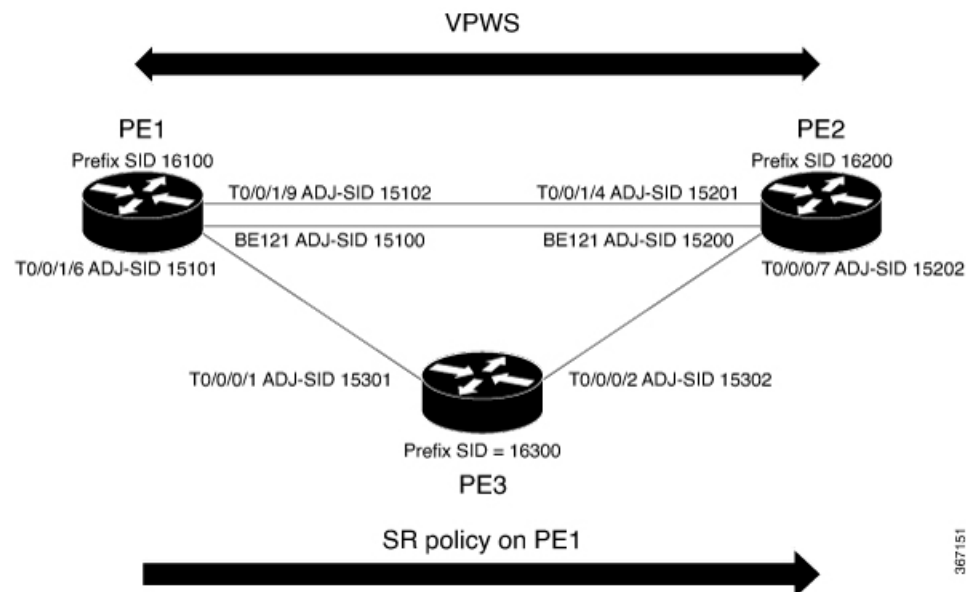 VPWS
PE1
PE2
Prefix SID 16100
Prefix SID 16200
T0/0/1/9 ADJ-SID 15102
T0/0/1/4 ADJ-SID 15201
BE121 ADJ-SID 15100
BE121 ADJ-SID 15200
T0/0/1/6 ADJ-SID 15101
T0/0/0/7 ADJ-SID 15202
T0/0/0/1 ADJ-SID 15301
T0/0/0/2 ADJ-SID 15302
Prefix SID = 16300
PE3
SR policy on PE1
367151